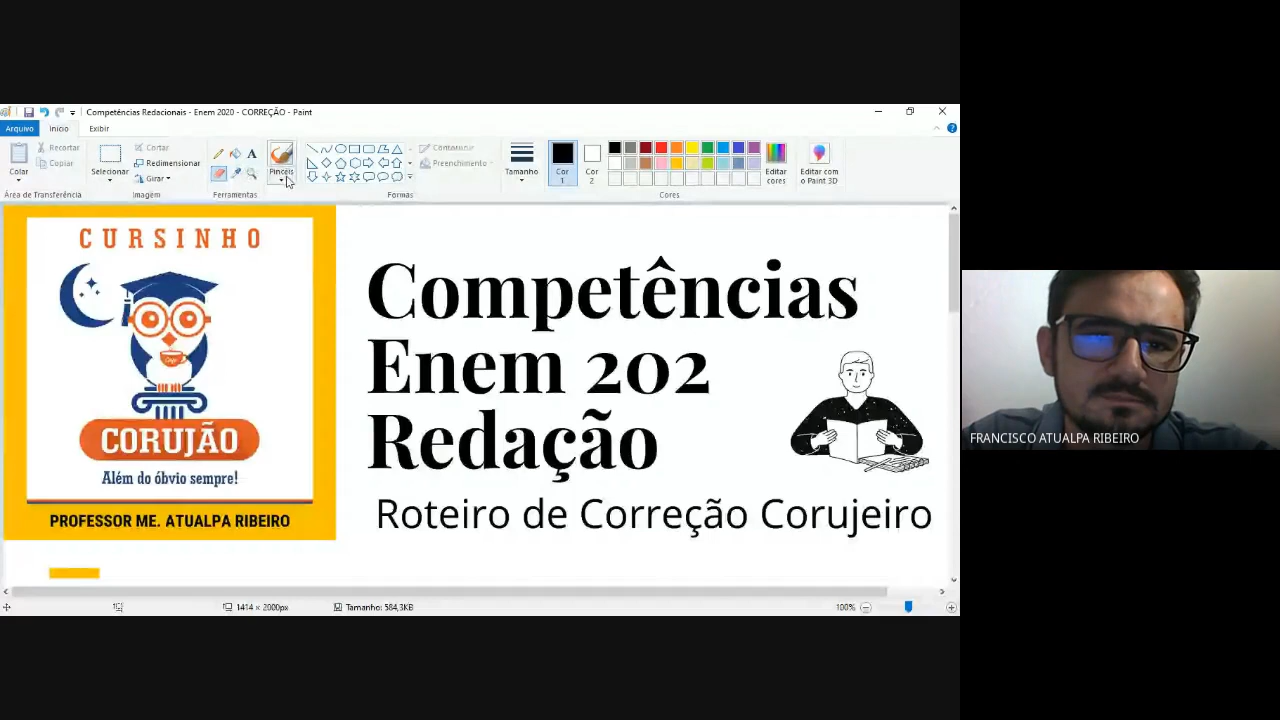 Competências Redacionais - Enem 2020 - CORREÇÃO - Paint
Arquivo Início Exibir
Colar
Recortar
Copiar
Área de Transferência
Selecionar
Cortar
Redimensionar
Girar
Imagem
A
Ferramentas
Pincéis
Contornar
Preenchimento
Formas
Tamanho
Cor
1
Cor
2
Editar
cores
Cores
Editar com
o Paint 3D
CURSINHO
Café
CORUJÃO
Além do óbvio sempre!
PROFESSOR ME. ATUALPA RIBEIRO
Competências
Enem 202
Redação
Roteiro de Correção Corujeiro
1414 × 2000px
Tamanho: 584,3KB
100%
FRANCISCO ATUALPA RIBEIRO